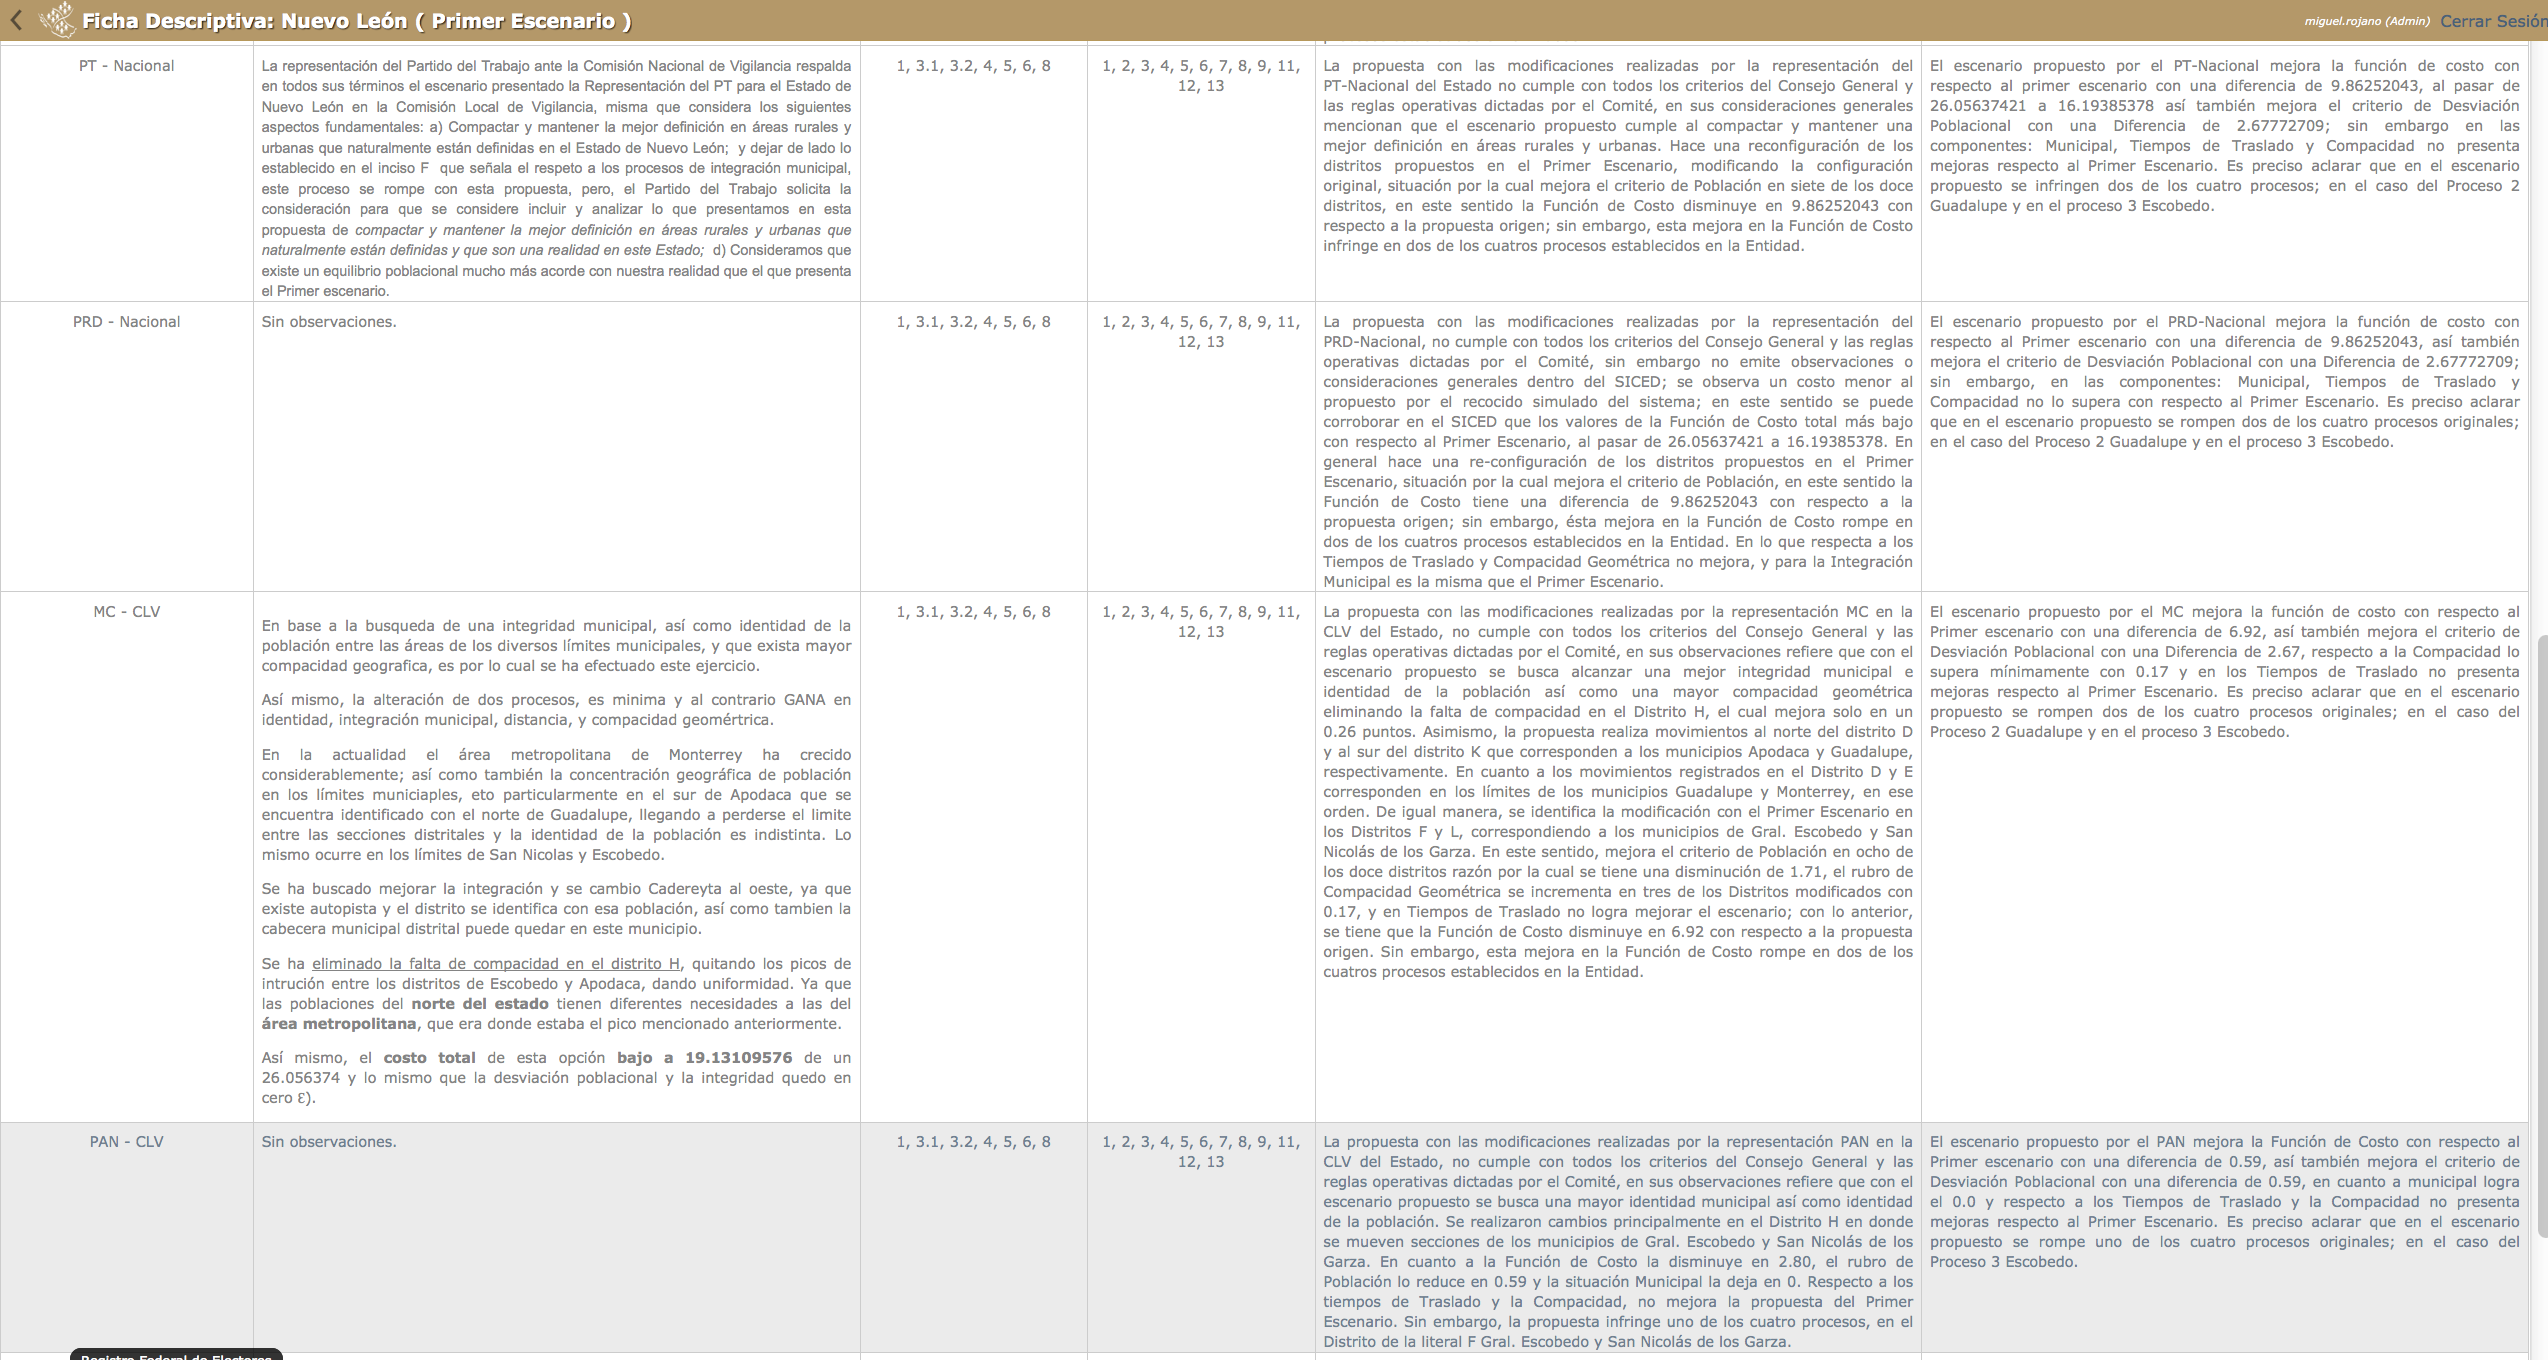 Ficha Descriptiva: Nuevo León ( Primer Escenario )
miguel.rojano (Admin) Cerrar Sesión
PT - Nacional
La representación del Partido del Trabajo ante la Comisión Nacional de Vigilancia respalda
en todos sus términos el escenario presentado la Representación del PT para el Estado de
Nuevo León en la Comisión Local de Vigilancia, misma que considera los siguientes
aspectos fundamentales: a) Compactar y mantener la mejor definición en áreas rurales y
urbanas que naturalmente están definidas en el Estado de Nuevo León; y dejar de lado lo
establecido en el inciso F que señala el respeto a los procesos de integración municipal,
este proceso se rompe con esta propuesta, pero, el Partido del Trabajo solicita la
consideración para que se considere incluir y analizar lo que presentamos en esta
propuesta de compactar y mantener la mejor definición en áreas rurales y urbanas que
naturalmente están definidas y que son una realidad en este Estado; d) Consideramos que
existe un equilibrio poblacional mucho más acorde con nuestra realidad que el que presenta
el Primer escenario.
1, 3.1, 3.2, 4, 5, 6, 8
1, 2, 3, 4, 5, 6, 7, 8, 9, 11,
12, 13
La propuesta con las modificaciones realizadas por la representación del
PT-Nacional del Estado no cumple con todos los criterios del Consejo General y
las reglas operativas dictadas por el Comité, en sus consideraciones generales
mencionan que el escenario propuesto cumple al compactar y mantener una
mejor definición en áreas rurales y urbanas. Hace una reconfiguración de los
distritos propuestos en el Primer Escenario, modificando la configuración
original, situación por la cual mejora el criterio de Población en siete de los doce
distritos, en este sentido la Función de Costo disminuye en 9.86252043 con
respecto a la propuesta origen; sin embargo, esta mejora en la Función de Costo
infringe en dos de los cuatros procesos establecidos en la Entidad.
El escenario propuesto por el PT-Nacional mejora la función de costo con
respecto al primer escenario con una diferencia de 9.86252043, al pasar de
26.05637421 a 16.19385378 así también mejora el criterio de Desviación
Poblacional con una Diferencia de 2.67772709; sin embargo en las
componentes: Municipal, Tiempos de Traslado y Compacidad no presenta
mejoras respecto al Primer Escenario. Es preciso aclarar que en el escenario
propuesto se infringen dos de los cuatro procesos; en el caso del Proceso 2
Guadalupe y en el proceso 3 Escobedo.
PRD - Nacional
Sin observaciones.
1, 3.1, 3.2, 4, 5, 6, 8
1, 2, 3, 4, 5, 6, 7, 8, 9, 11,
12, 13
La propuesta con las modificaciones realizadas por la representación del
PRD-Nacional, no cumple con todos los criterios del Consejo General y las reglas
operativas dictadas por el Comité, sin embargo no emite observaciones o
consideraciones generales dentro del SICED; se observa un costo menor al
propuesto por el recocido simulado del sistema; en este sentido se puede
corroborar en el SICED que los valores de la Función de Costo total más bajo
con respecto al Primer Escenario, al pasar de 26.05637421 a 16.19385378. En
general hace una re-configuración de los distritos propuestos en el Primer
Escenario, situación por la cual mejora el criterio de Población, en este sentido la
Función de Costo tiene una diferencia de 9.86252043 con respecto a la
propuesta origen; sin embargo, ésta mejora en la Función de Costo rompe en
dos de los cuatros procesos establecidos en la Entidad. En lo que respecta a los
Tiempos de Traslado y Compacidad Geométrica no mejora, y para la Integración
Municipal es la misma que el Primer Escenario.
El escenario propuesto por el PRD-Nacional mejora la función de costo con
respecto al Primer escenario con una diferencia de 9.86252043, así también
mejora el criterio de Desviación Poblacional con una Diferencia de 2.67772709;
sin embargo, en las componentes: Municipal, Tiempos de Traslado y
Compacidad no lo supera con respecto al Primer Escenario. Es preciso aclarar
que en el escenario propuesto se rompen dos de los cuatro procesos originales;
en el caso del Proceso 2 Guadalupe y en el proceso 3 Escobedo.
MC - CLV
En base a la busqueda de una integridad municipal, así como identidad de la
población entre las áreas de los diversos límites municipales, y que exista mayor
compacidad geografica, es por lo cual se ha efectuado este ejercicio.
Así mismo, la alteración de dos procesos, es minima y al contrario GANA en
identidad, integración municipal, distancia, y compacidad geomértrica.
En la actualidad el área metropolitana de Monterrey ha crecido
considerablemente; así como también la concentración geográfica de población
en los límites municiaples, eto particularmente en el sur de Apodaca que se
encuentra identificado con el norte de Guadalupe, llegando a perderse el limite
entre las secciones distritales y la identidad de la población es indistinta. Lo
mismo ocurre en los límites de San Nicolas y Escobedo.
Se ha buscado mejorar la integración y se cambio Cadereyta al oeste, ya que
existe autopista y el distrito se identifica con esa población, así como tambien la
cabecera municipal distrital puede quedar en este municipio.
Se ha eliminado la falta de compacidad en el distrito H, quitando los picos de
intrución entre los distritos de Escobedo y Apodaca, dando uniformidad. Ya que
las poblaciones del norte del estado tienen diferentes necesidades a las del
área metropolitana, que era donde estaba el pico mencionado anteriormente.
Así mismo, el costo total de esta opción bajo a 19.13109576 de un
26.056374 y lo mismo que la desviación poblacional y la integridad quedo en
cero ℇ).
1, 3.1, 3.2, 4, 5, 6, 8
1, 2, 3, 4, 5, 6, 7, 8, 9, 11,
12, 13
La propuesta con las modificaciones realizadas por la representación MC en la
CLV del Estado, no cumple con todos los criterios del Consejo General y las
reglas operativas dictadas por el Comité, en sus observaciones refiere que con el
escenario propuesto se busca alcanzar una mejor integridad municipal e
identidad de la población así como una mayor compacidad geométrica
eliminando la falta de compacidad en el Distrito H, el cual mejora solo en un
0.26 puntos. Asimismo, la propuesta realiza movimientos al norte del distrito D
y al sur del distrito K que corresponden a los municipios Apodaca y Guadalupe,
respectivamente. En cuanto a los movimientos registrados en el Distrito D y E
corresponden en los límites de los municipios Guadalupe y Monterrey, en ese
orden. De igual manera, se identifica la modificación con el Primer Escenario en
los Distritos F y L, correspondiendo a los municipios de Gral. Escobedo y San
Nicolás de los Garza. En este sentido, mejora el criterio de Población en ocho de
los doce distritos razón por la cual se tiene una disminución de 1.71, el rubro de
Compacidad Geométrica se incrementa en tres de los Distritos modificados con
0.17, y en Tiempos de Traslado no logra mejorar el escenario; con lo anterior,
se tiene que la Función de Costo disminuye en 6.92 con respecto a la propuesta
origen. Sin embargo, esta mejora en la Función de Costo rompe en dos de los
cuatros procesos establecidos en la Entidad.
El escenario propuesto por el MC mejora la función de costo con respecto al
Primer escenario con una diferencia de 6.92, así también mejora el criterio de
Desviación Poblacional con una Diferencia de 2.67, respecto a la Compacidad lo
supera mínimamente con 0.17 y en los Tiempos de Traslado no presenta
mejoras respecto al Primer Escenario. Es preciso aclarar que en el escenario
propuesto se rompen dos de los cuatro procesos originales; en el caso del
Proceso 2 Guadalupe y en el proceso 3 Escobedo.
PAN - CLV
Sin observaciones.
1, 3.1, 3.2, 4, 5, 6, 8
1, 2, 3, 4, 5, 6, 7, 8, 9, 11,
12, 13
La propuesta con las modificaciones realizadas por la representación PAN en la
CLV del Estado, no cumple con todos los criterios del Consejo General y las
reglas operativas dictadas por el Comité, en sus observaciones refiere que con el
escenario propuesto se busca una mayor identidad municipal así como identidad
de la población. Se realizaron cambios principalmente en el Distrito H en donde
se mueven secciones de los municipios de Gral. Escobedo y San Nicolás de los
Garza. En cuanto a la Función de Costo la disminuye en 2.80, el rubro de
Población lo reduce en 0.59 y la situación Municipal la deja en 0. Respecto a los
tiempos de Traslado y la Compacidad, no mejora la propuesta del Primer
Escenario. Sin embargo, la propuesta infringe uno de los cuatro procesos, en el
Distrito de la literal F Gral. Escobedo y San Nicolás de los Garza.
El escenario propuesto por el PAN mejora la Función de Costo con respecto al
Primer escenario con una diferencia de 0.59, así también mejora el criterio de
Desviación Poblacional con una diferencia de 0.59, en cuanto a municipal logra
el 0.0 y respecto a los Tiempos de Traslado y la Compacidad no presenta
mejoras respecto al Primer Escenario. Es preciso aclarar que en el escenario
propuesto se rompe uno de los cuatro procesos originales; en el caso del
Proceso 3 Escobedo.
Registro Federal de Electores